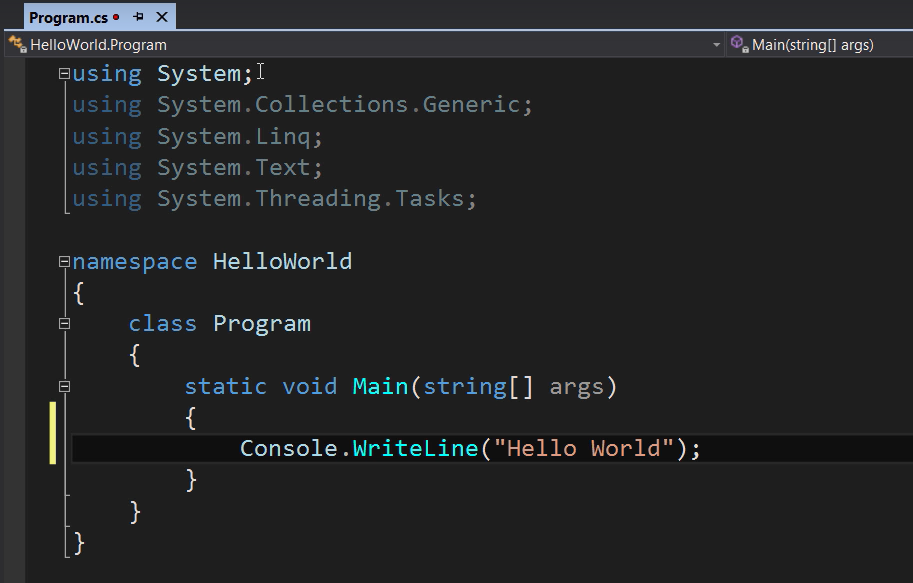 Program.cs
HelloWorld.Program Main(string[] args)
using System;
using System.Collections.Generic;
using System.Linq;
using System.Text;
using System.Threading.Tasks;
namespace HelloWorld
{
class Program
{
static void Main(string[] args)
{
Console.WriteLine("Hello World");
}
}
}